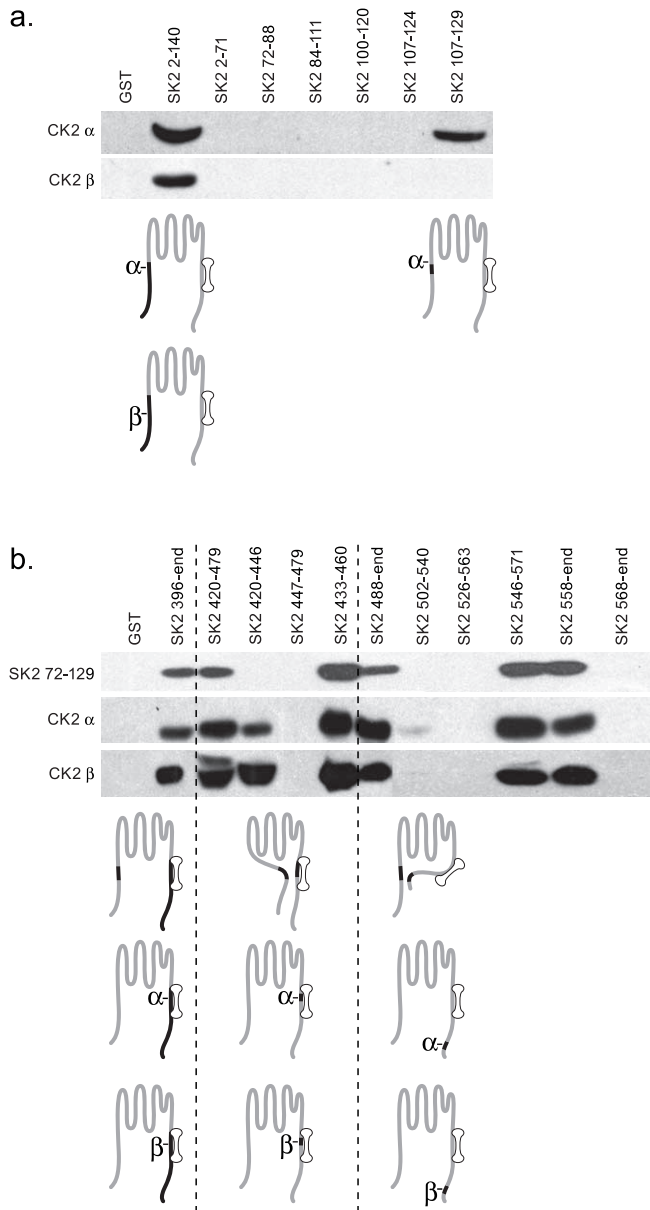 a.
GST
SK2 2-140
SK2 2-71
SK2 72-88
SK2 84-111
SK2 100-120
SK2 107-124
SK2 107-129
CK2 α
CK2 β
α-
α-
β-
b.
GST
SK2 396-end
SK2 420-479
SK2 420-446
SK2 447-479
SK2 433-460
SK2 488-end
SK2 502-540
SK2 526-563
SK2 546-571
SK2 558-end
SK2 568-end
SK2 72-129
CK2 α
CK2 β
α-
α-
α-
β-
β-
β-